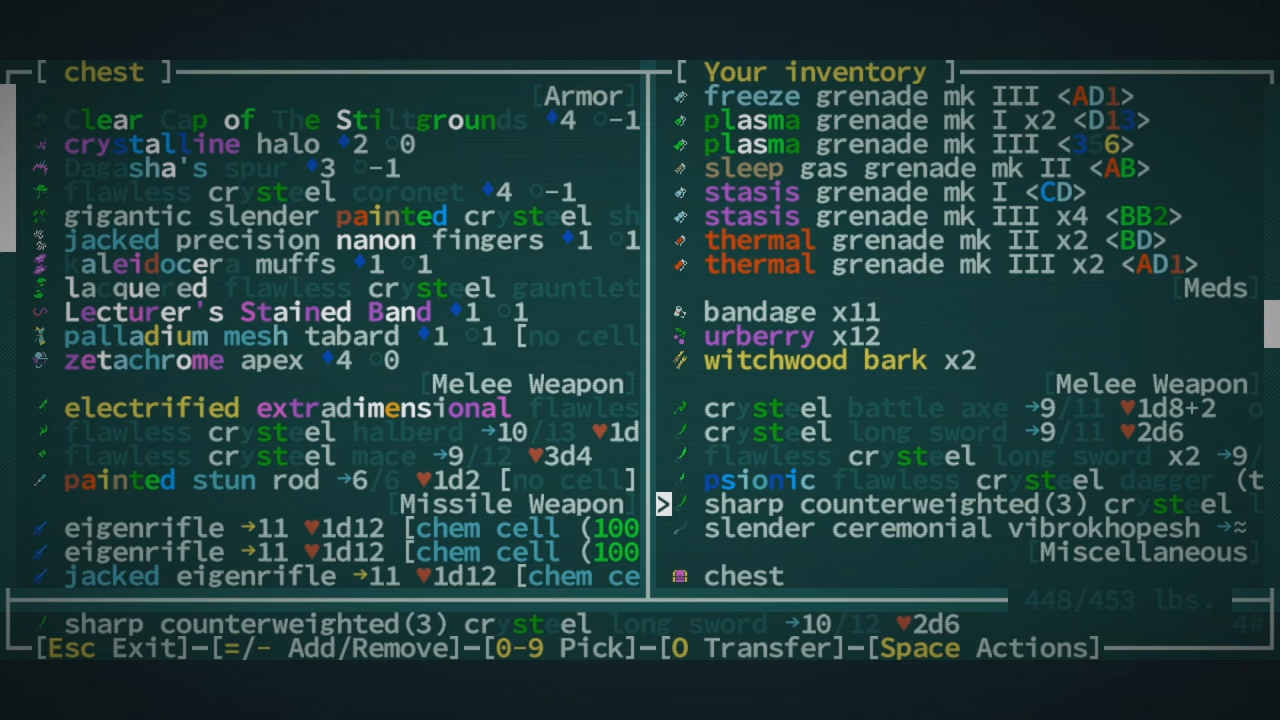 [ chest ]
[Armor]
Clear Cap of The Stiltgrounds ♦4 ○-1
crystalline halo ♦2 ○0
Dagasha's spur ♦3 ○-1
flawless crysteel coronet ♦4 ○-1
gigantic slender painted crysteel sh
jacked precision nanon fingers ♦1 ○1
kaleidocera muffs ♦1 ○1
lacquered flawless crysteel gauntlet
Lecturer's Stained Band ♦1 ○1
palladium mesh tabard ♦1 ○1 [no cell
zetachrome apex ♦4 ○0
[Melee Weapon]
electrified extradimensional flawles
flawless crysteel halberd →10/13 ♥1d
flawless crysteel mace →9/12 ♥3d4
painted stun rod →6/6 ♥1d2 [no cell]
[Missile Weapon]
eigenrifle →11 ♥1d12 [chem cell (100
eigenrifle →11 ♥1d12 [chem cell (100
jacked eigenrifle →11 ♥1d12 [chem ce
[ Your inventory ]
freeze grenade mk III <AD1>
plasma grenade mk I x2 <D13>
plasma grenade mk III <356>
sleep gas grenade mk II <AB>
stasis grenade mk I <CD>
stasis grenade mk III x4 <BB2>
thermal grenade mk II x2 <BD>
thermal grenade mk III x2 <AD1>
[Meds]
bandage x11
urberry x12
witchwood bark x2
[Melee Weapon]
crysteel battle axe →9/11 ♥1d8+2
crysteel long sword →9/11 ♥2d6
flawless crysteel long sword x2 →9/
psionic flawless crysteel dagger (t
> sharp counterweighted(3) crysteel l
slender ceremonial vibrokhopesh →≈
[Miscellaneous]
chest
448/453 lbs.
sharp counterweighted(3) crysteel long sword →10/12 ♥2d6 4#
[Esc Exit]-[=/- Add/Remove]-[0-9 Pick]-[O Transfer]-[Space Actions]